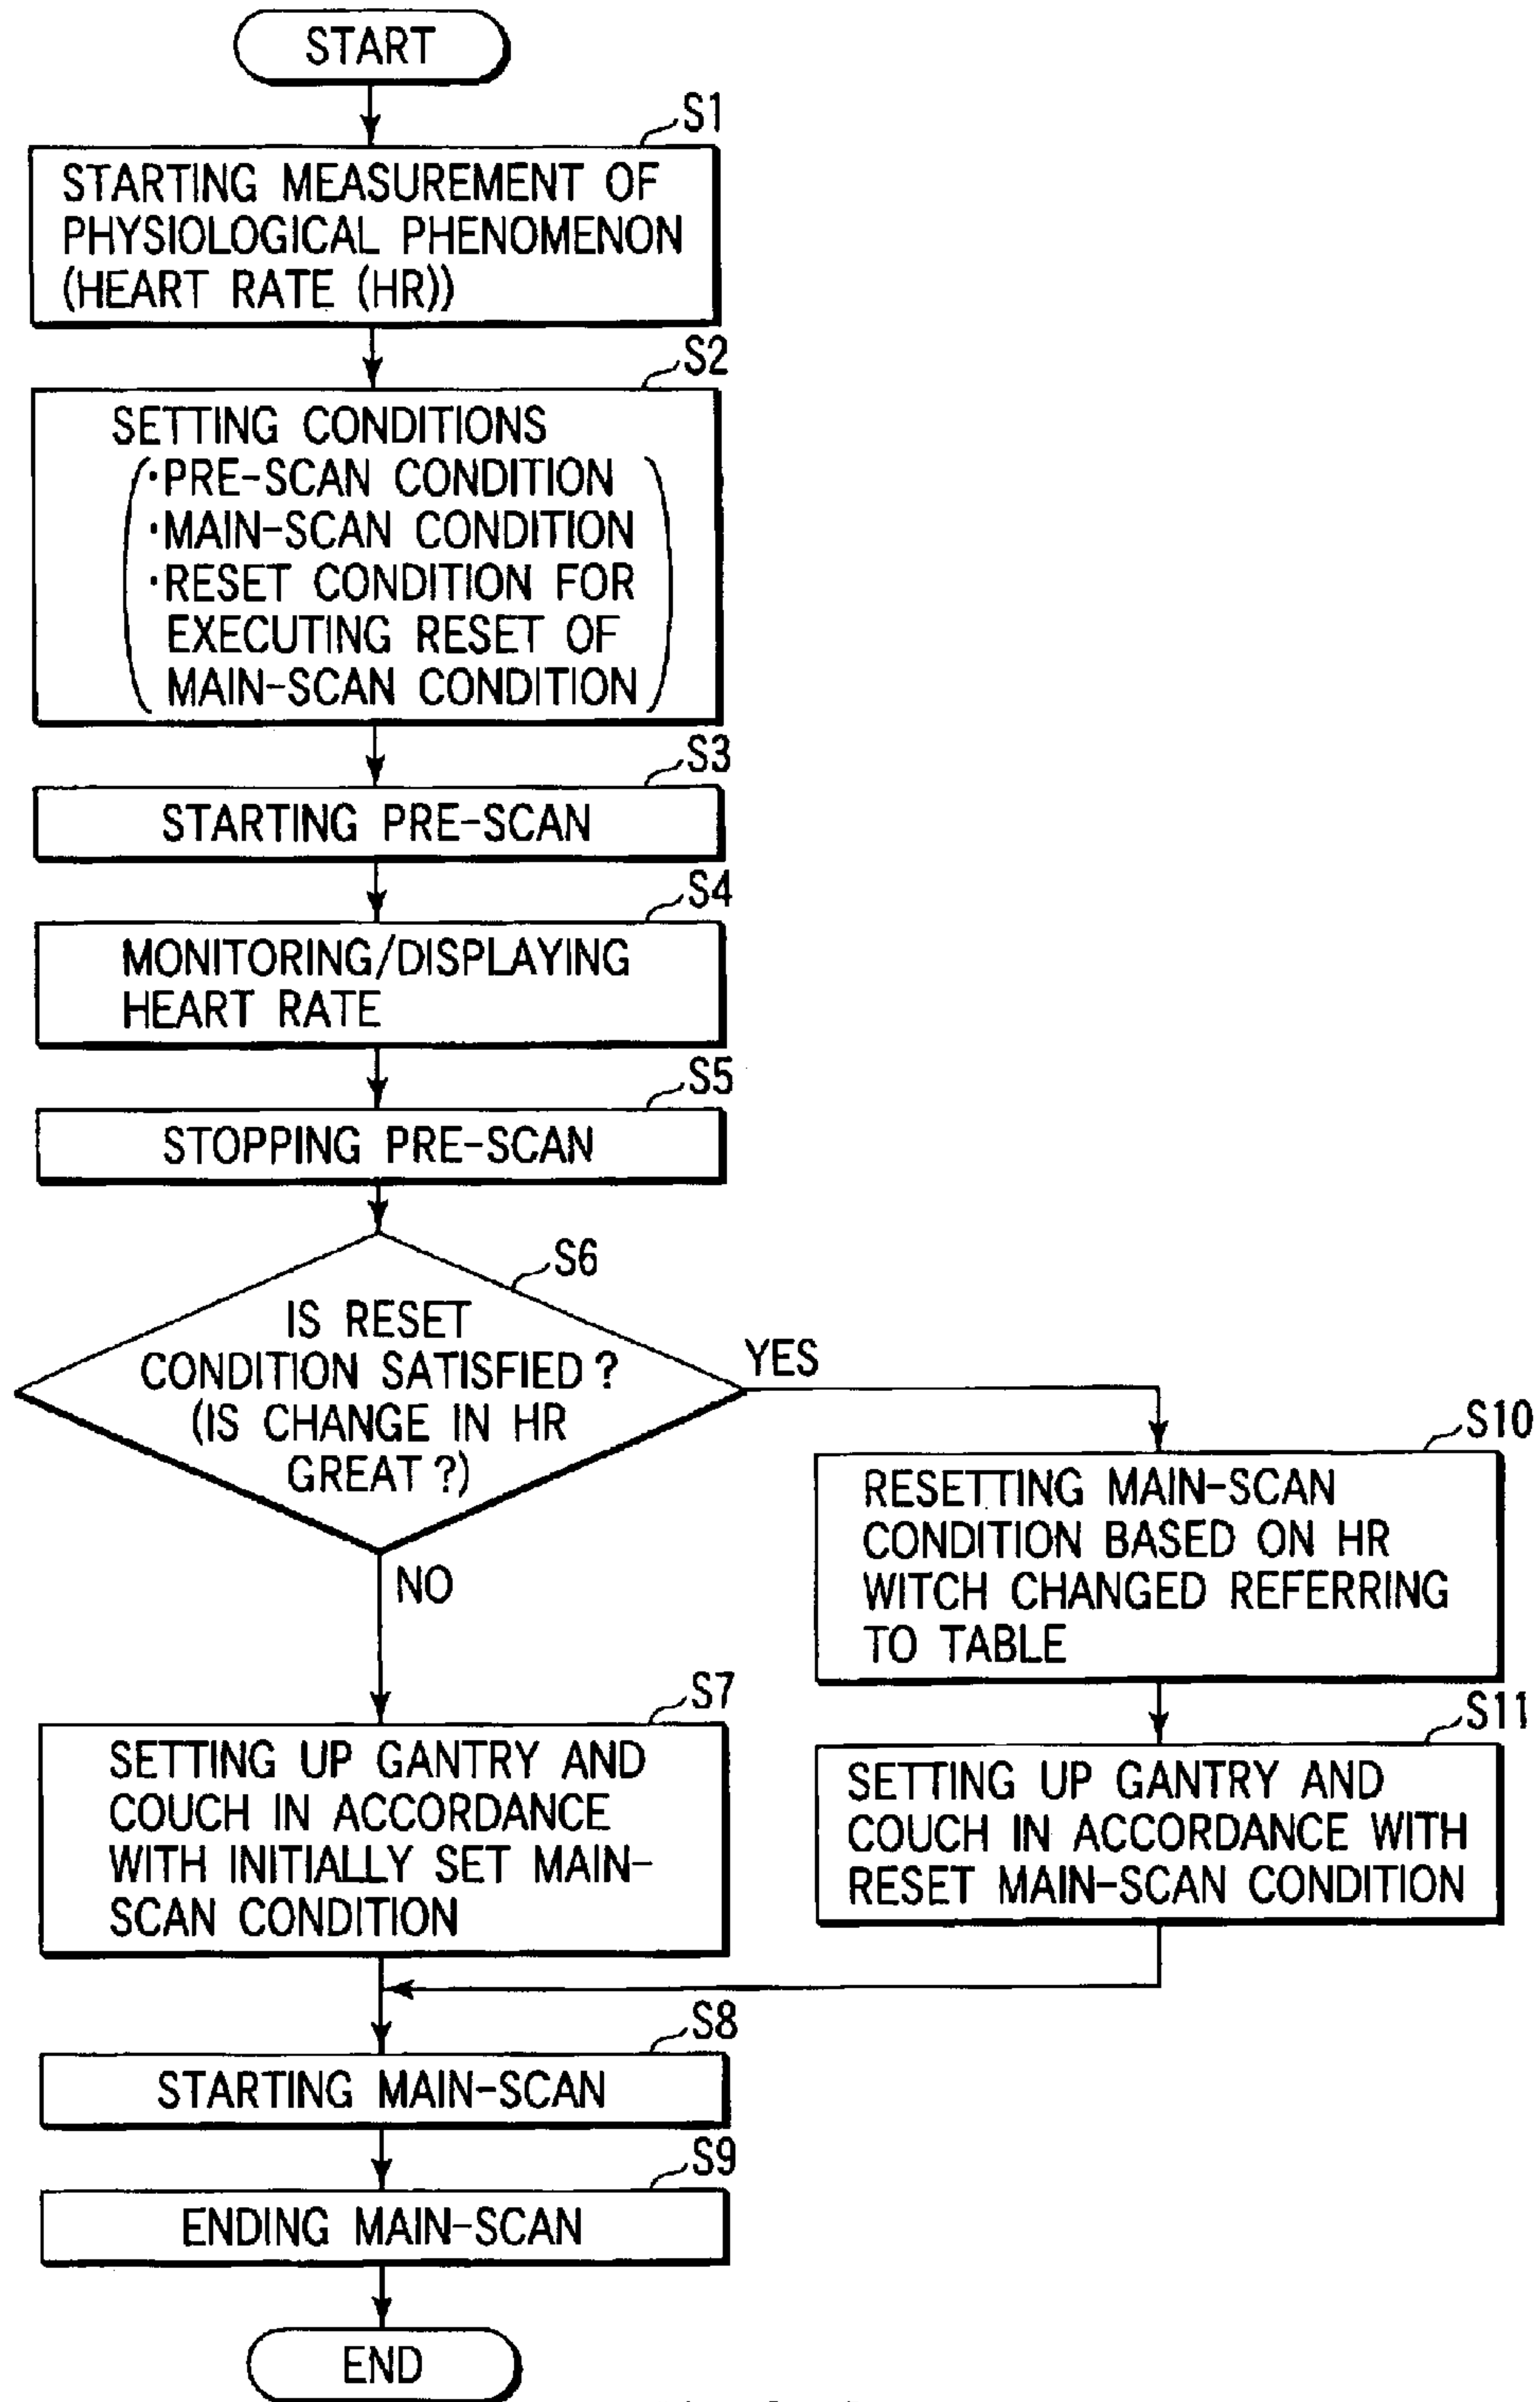 START
S1
STARTING MEASUREMENT OF
PHYSIOLOGICAL PHENOMENON
(HEART RATE (HR))
S2
SETTING CONDITIONS
·PRE-SCAN CONDITION
·MAIN-SCAN CONDITION
·RESET CONDITION FOR
EXECUTING RESET OF
MAIN-SCAN CONDITION
S3
STARTING PRE-SCAN
S4
MONITORING/DISPLAYING
HEART RATE
S5
STOPPING PRE-SCAN
S6
IS RESET
CONDITION SATISFIED?
(IS CHANGE IN HR
GREAT?)
YES
NO
S10
RESETTING MAIN-SCAN
CONDITION BASED ON HR
WITCH CHANGED REFERRING
TO TABLE
S7
SETTING UP GANTRY AND
COUCH IN ACCORDANCE
WITH INITIALLY SET MAIN-
SCAN CONDITION
S11
SETTING UP GANTRY AND
COUCH IN ACCORDANCE WITH
RESET MAIN-SCAN CONDITION
S8
STARTING MAIN-SCAN
S9
ENDING MAIN-SCAN
END